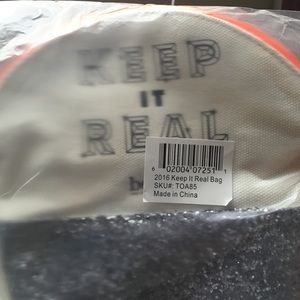 KEEP
IT
REAL
6 02004 07251 1
2016 Keep It Real Bag
SKU#: TOA85
Made in China